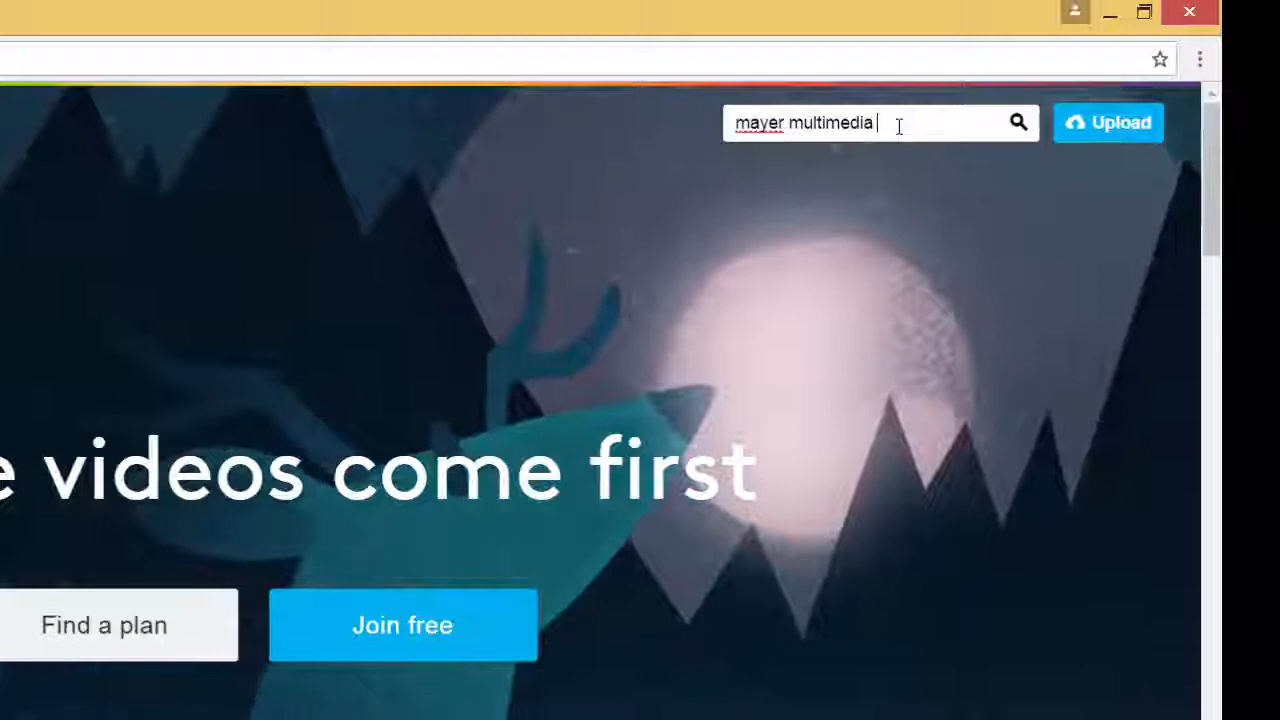 mayer multimedia
Upload
e videos come first
Find a plan
Join free